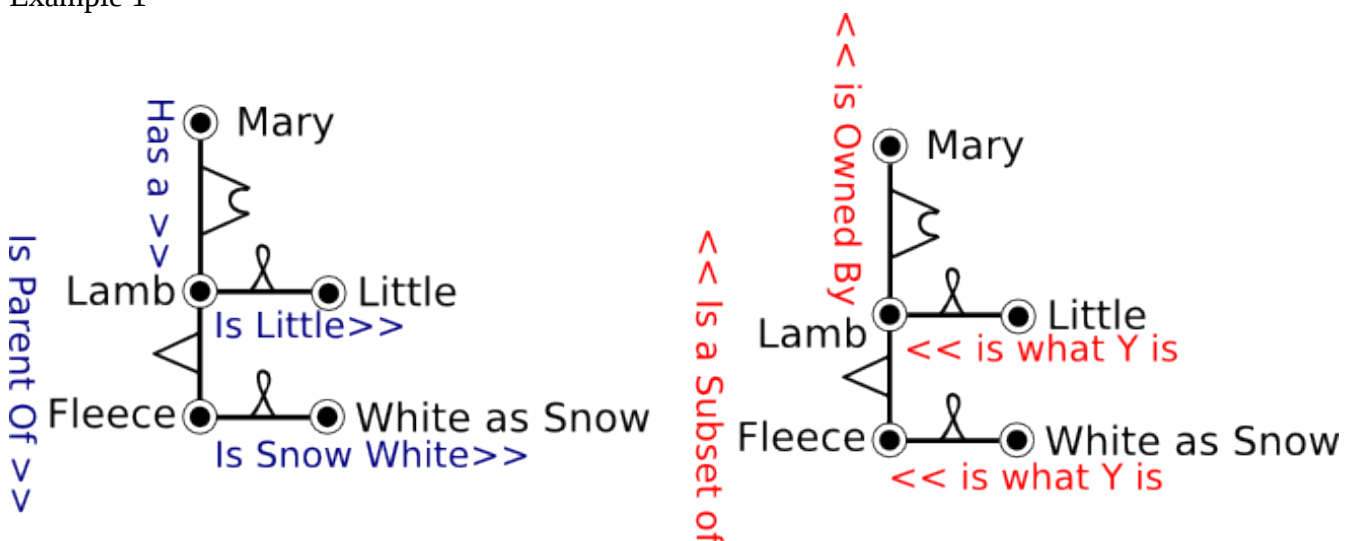 Example 1
Has a >>
Mary
Lamb
Little
Is Little>>
Is Parent Of >>
Fleece
White as Snow
Is Snow White>>
<< is Owned By
Mary
Lamb
Little
<< is what Y is
<< Is a Subset of
Fleece
White as Snow
<< is what Y is